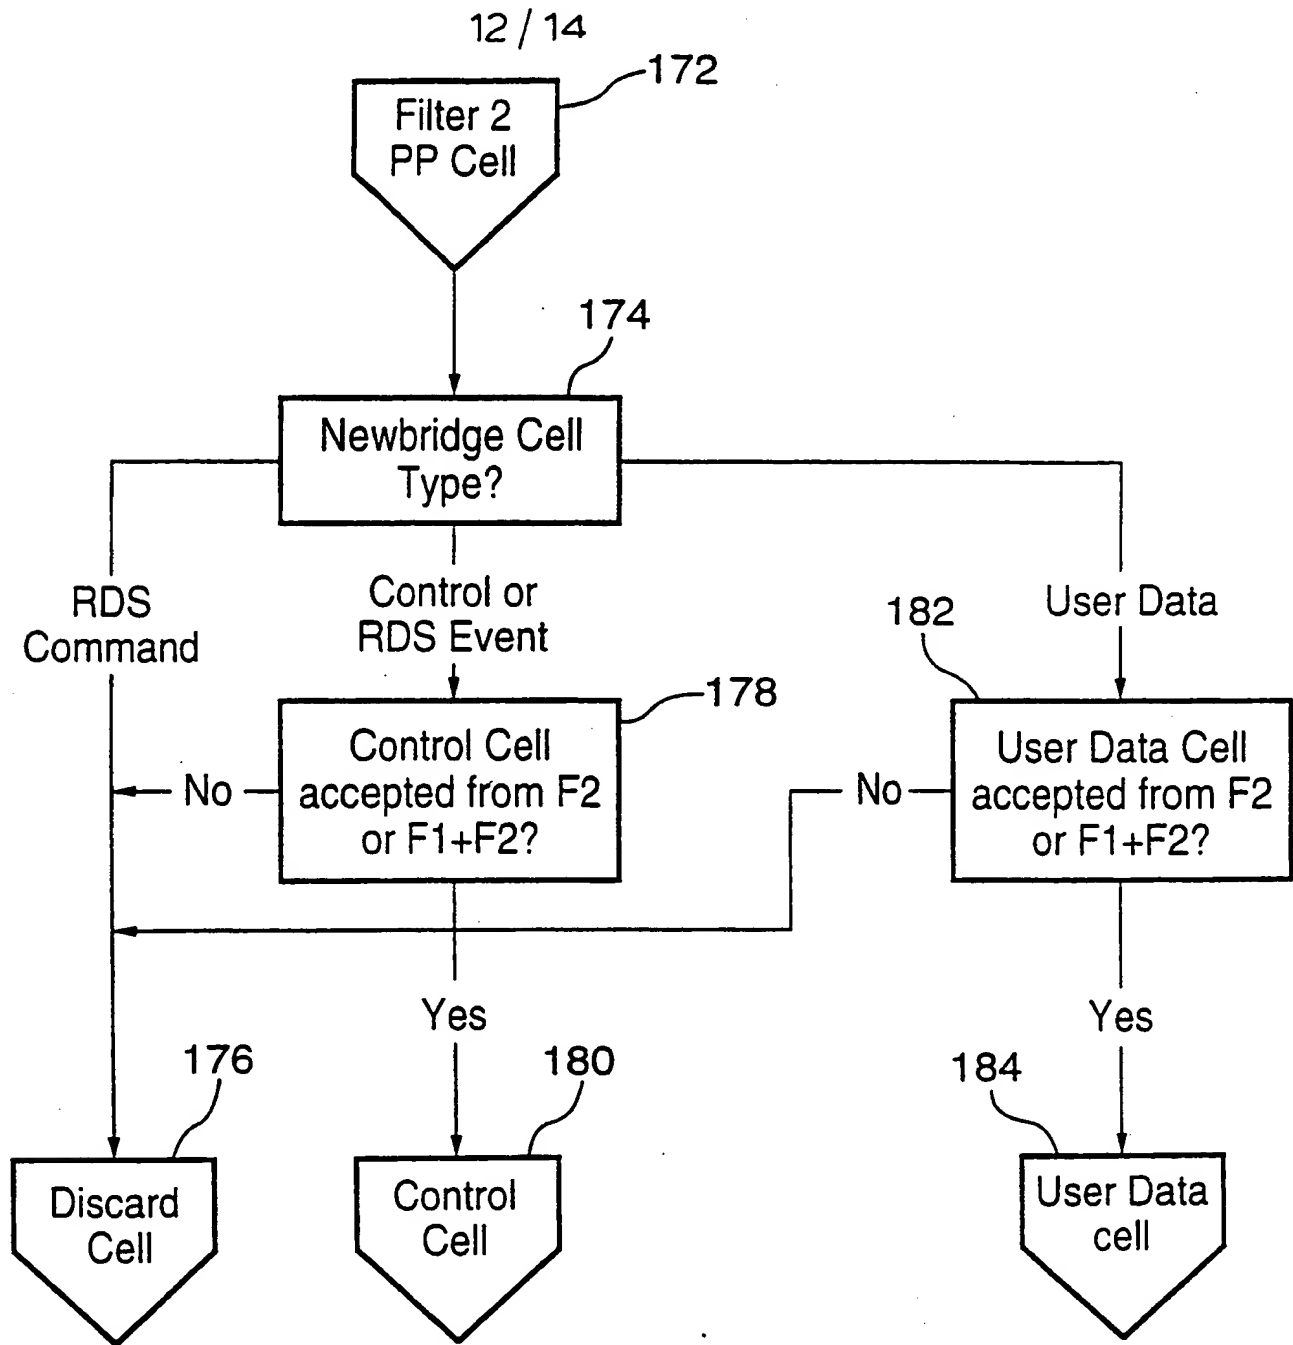 12 / 14
172
Filter 2
PP Cell
174
Newbridge Cell
Type?
RDS
Command
Control or
RDS Event
User Data
182
178
Control Cell
accepted from F2
or F1+F2?
No
User Data Cell
accepted from F2
or F1+F2?
No
Yes
Yes
176
180
184
Discard
Cell
Control
Cell
User Data
cell